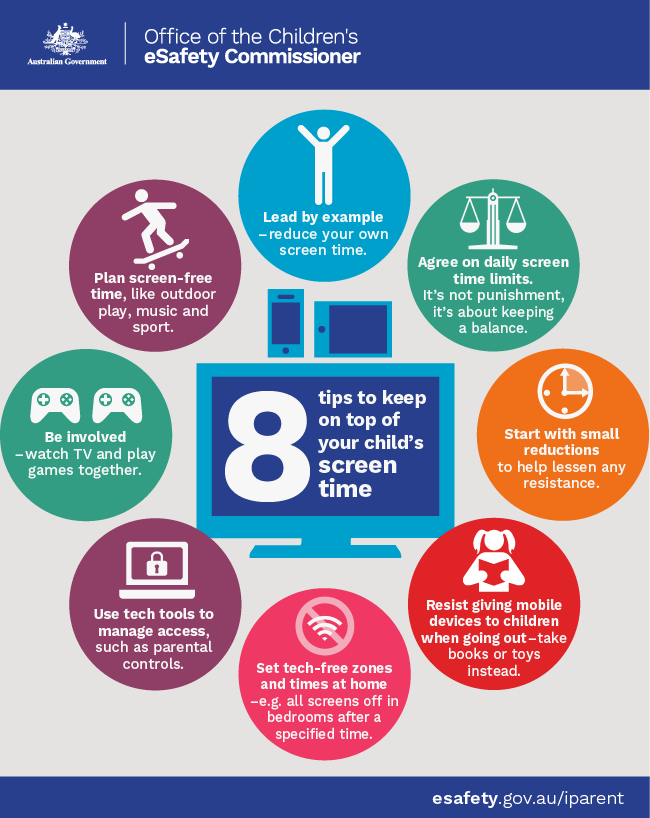 Australian Government
Office of the Children's
eSafety Commissioner
8
tips to keep
on top of
your child's
screen
time
Lead by example
–reduce your own
screen time.
Agree on daily screen
time limits.
It's not punishment,
it's about keeping
a balance.
Start with small
reductions
to help lessen any
resistance.
Resist giving mobile
devices to children
when going out–take
books or toys
instead.
Set tech-free zones
and times at home
–e.g. all screens off in
bedrooms after a
specified time.
Use tech tools to
manage access,
such as parental
controls.
Be involved
–watch TV and play
games together.
Plan screen-free
time, like outdoor
play, music and
sport.
esafety.gov.au/iparent